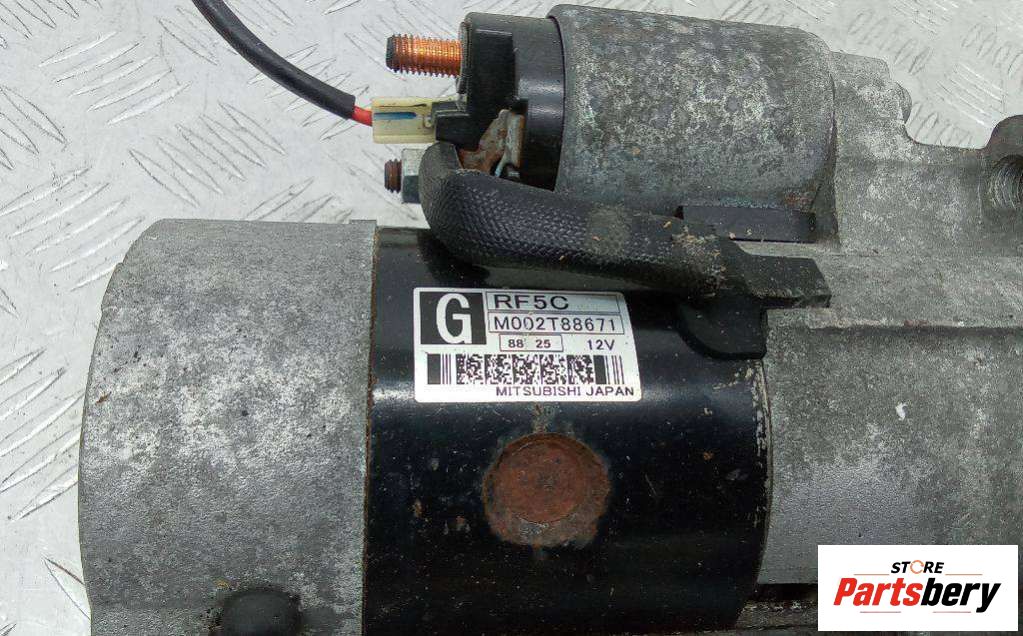 G
RF5C
M002T88671
88 25 12V
MITSUBISHI JAPAN
STORE
Partsbery